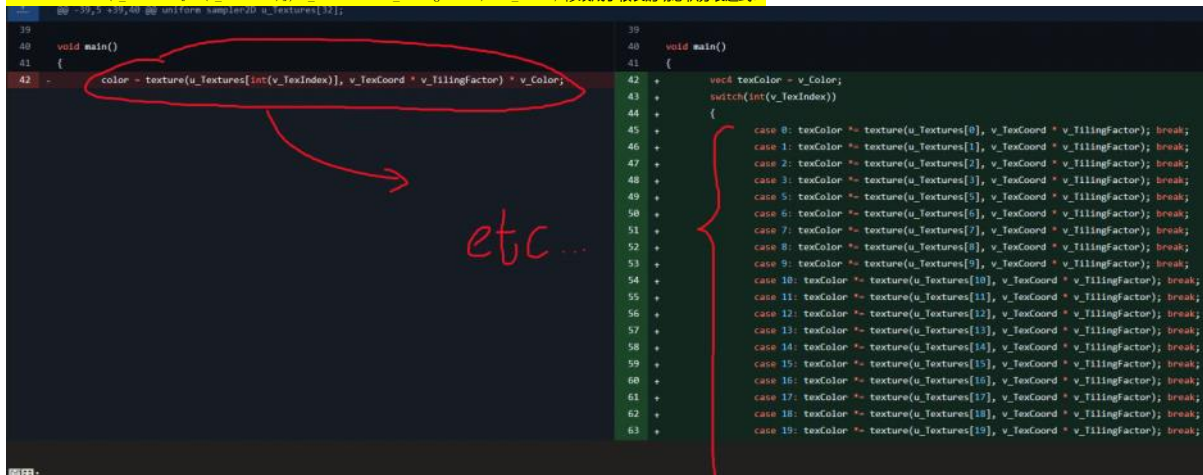 @@ -39,5 +39,40 @@ uniform sampler2D u_Textures[32];
39
40 void main()
41 {
42 - color = texture(u_Textures[int(v_TexIndex)], v_TexCoord * v_TilingFactor) * v_Color;
etc...
39
40 void main()
41 {
42 + vec4 texColor = v_Color;
43 + switch(int(v_TexIndex))
44 + {
45 + case 0: texColor *= texture(u_Textures[0], v_TexCoord * v_TilingFactor); break;
46 + case 1: texColor *= texture(u_Textures[1], v_TexCoord * v_TilingFactor); break;
47 + case 2: texColor *= texture(u_Textures[2], v_TexCoord * v_TilingFactor); break;
48 + case 3: texColor *= texture(u_Textures[3], v_TexCoord * v_TilingFactor); break;
49 + case 5: texColor *= texture(u_Textures[5], v_TexCoord * v_TilingFactor); break;
50 + case 6: texColor *= texture(u_Textures[6], v_TexCoord * v_TilingFactor); break;
51 + case 7: texColor *= texture(u_Textures[7], v_TexCoord * v_TilingFactor); break;
52 + case 8: texColor *= texture(u_Textures[8], v_TexCoord * v_TilingFactor); break;
53 + case 9: texColor *= texture(u_Textures[9], v_TexCoord * v_TilingFactor); break;
54 + case 10: texColor *= texture(u_Textures[10], v_TexCoord * v_TilingFactor); break;
55 + case 11: texColor *= texture(u_Textures[11], v_TexCoord * v_TilingFactor); break;
56 + case 12: texColor *= texture(u_Textures[12], v_TexCoord * v_TilingFactor); break;
57 + case 13: texColor *= texture(u_Textures[13], v_TexCoord * v_TilingFactor); break;
58 + case 14: texColor *= texture(u_Textures[14], v_TexCoord * v_TilingFactor); break;
59 + case 15: texColor *= texture(u_Textures[15], v_TexCoord * v_TilingFactor); break;
60 + case 16: texColor *= texture(u_Textures[16], v_TexCoord * v_TilingFactor); break;
61 + case 17: texColor *= texture(u_Textures[17], v_TexCoord * v_TilingFactor); break;
62 + case 18: texColor *= texture(u_Textures[18], v_TexCoord * v_TilingFactor); break;
63 + case 19: texColor *= texture(u_Textures[19], v_TexCoord * v_TilingFactor); break;